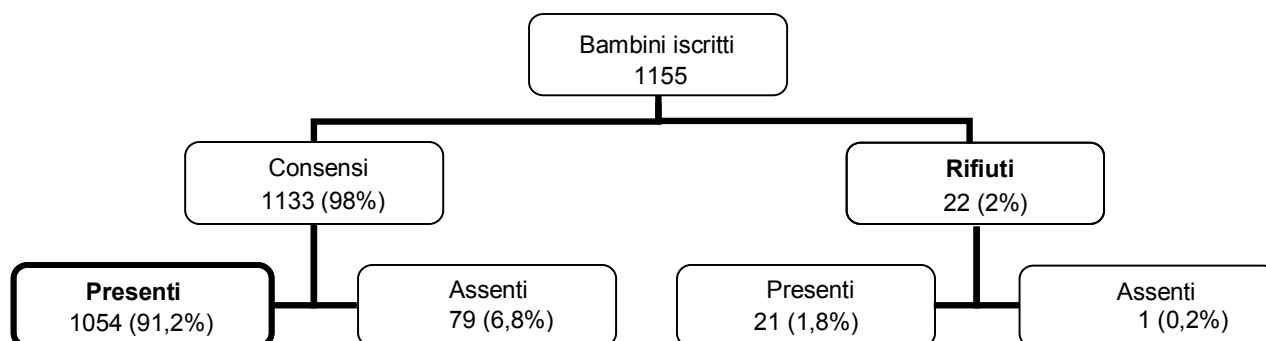 Bambini iscritti
1155
Consensi
1133 (98%)
Rifiuti
22 (2%)
Presenti
1054 (91,2%)
Assenti
79 (6,8%)
Presenti
21 (1,8%)
Assenti
1 (0,2%)